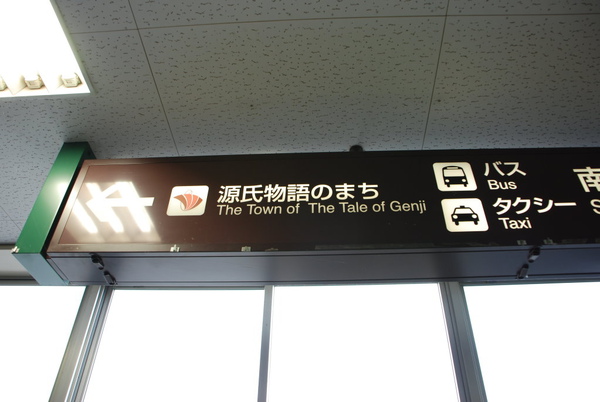 源氏物語のまち
The Town of The Tale of Genji
バス
Bus
タクシー
Taxi
南
S